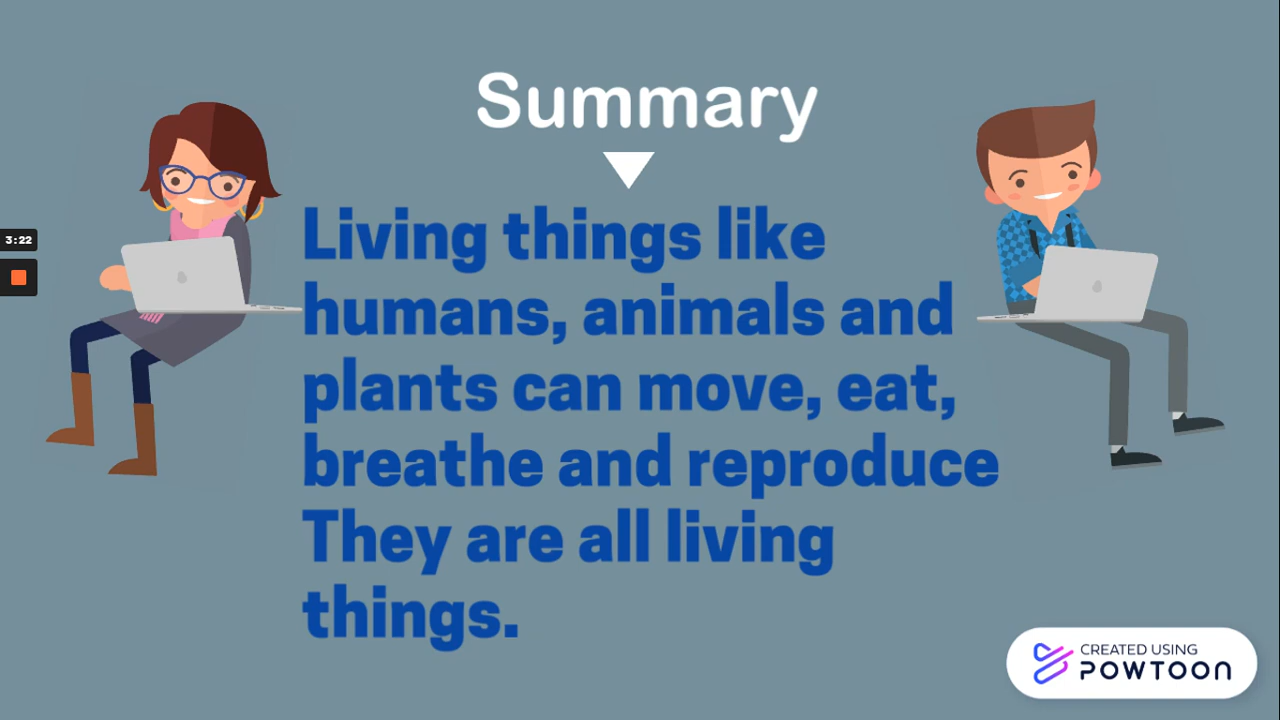 Summary
3:22
Living things like
humans, animals and
plants can move, eat,
breathe and reproduce
They are all living
things.
CREATED USING
POWTOON